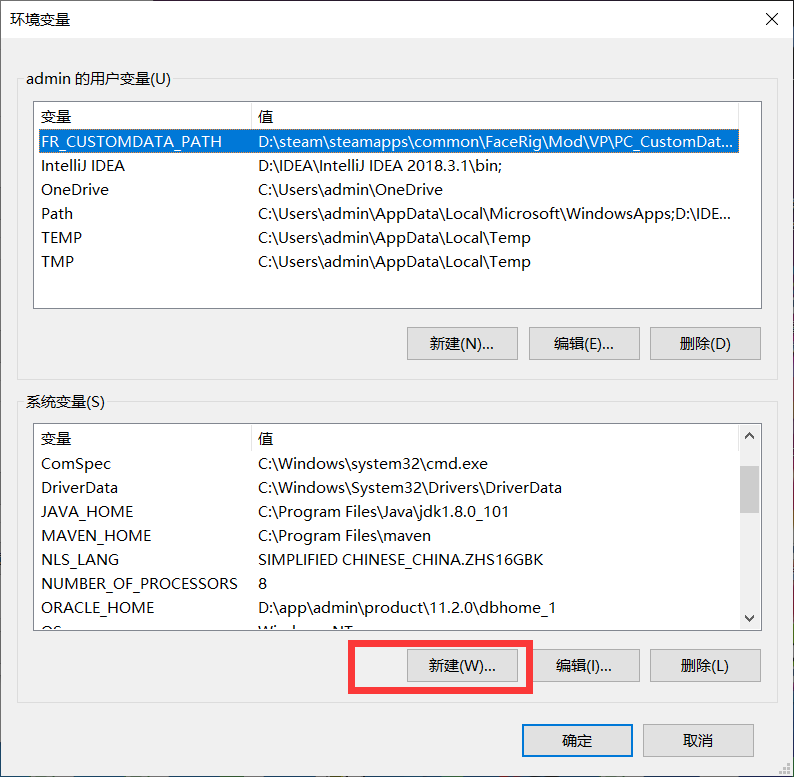 环境变量
admin 的用户变量(U)
变量 值
FR_CUSTOMDATA_PATH D:\steam\steamapps\common\FaceRig\Mod\VP\PC_CustomDat...
IntelliJ IDEA D:\IDEA\IntelliJ IDEA 2018.3.1\bin;
OneDrive C:\Users\admin\OneDrive
Path C:\Users\admin\AppData\Local\Microsoft\WindowsApps;D:\IDE...
TEMP C:\Users\admin\AppData\Local\Temp
TMP C:\Users\admin\AppData\Local\Temp
新建(N)... 编辑(E)... 删除(D)
系统变量(S)
变量 值
ComSpec C:\Windows\system32\cmd.exe
DriverData C:\Windows\System32\Drivers\DriverData
JAVA_HOME C:\Program Files\Java\jdk1.8.0_101
MAVEN_HOME C:\Program Files\maven
NLS_LANG SIMPLIFIED CHINESE_CHINA.ZHS16GBK
NUMBER_OF_PROCESSORS 8
ORACLE_HOME D:\app\admin\product\11.2.0\dbhome_1
OS Windows_NT
新建(W)... 编辑(I)... 删除(L)
确定 取消